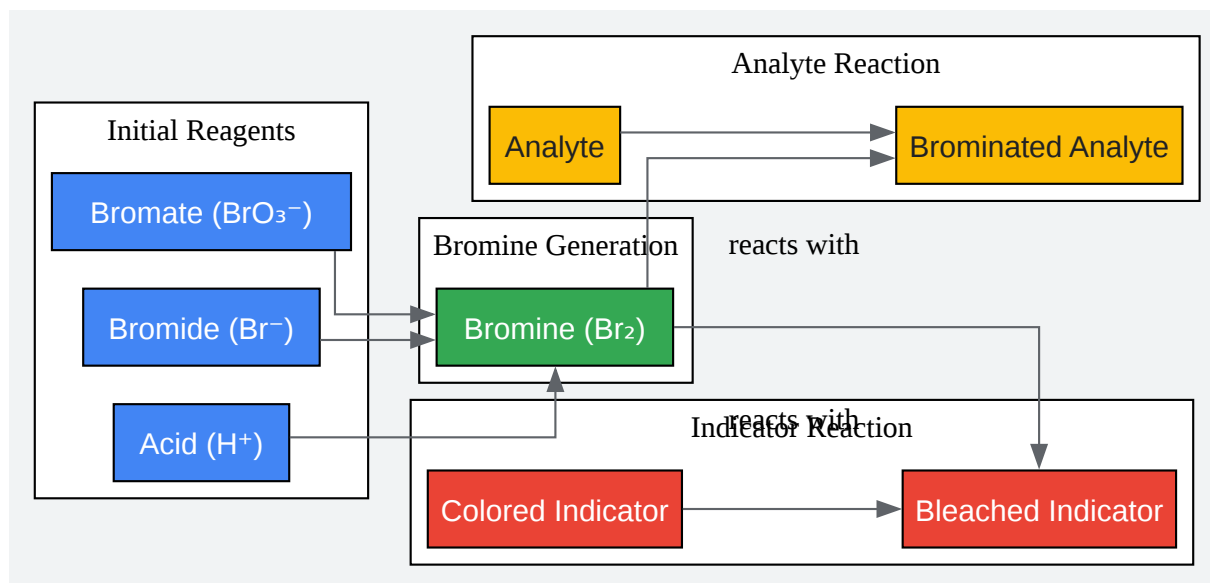 Initial Reagents
Bromate (BrO₃⁻)
Bromide (Br⁻)
Acid (H⁺)
Bromine Generation
Bromine (Br₂)
Analyte Reaction
Analyte
Brominated Analyte
reacts with
reacts with
Indicator Reaction
Colored Indicator
Bleached Indicator